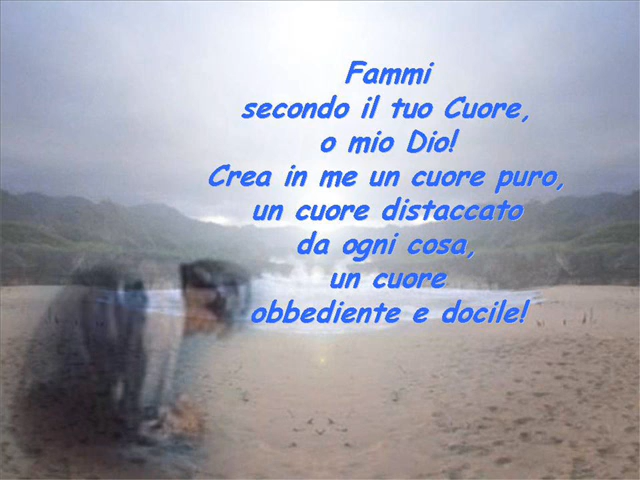 Fammi
secondo il tuo Cuore,
o mio Dio!
Crea in me un cuore puro,
un cuore distaccato
da ogni cosa,
un cuore
obbediente e docile!